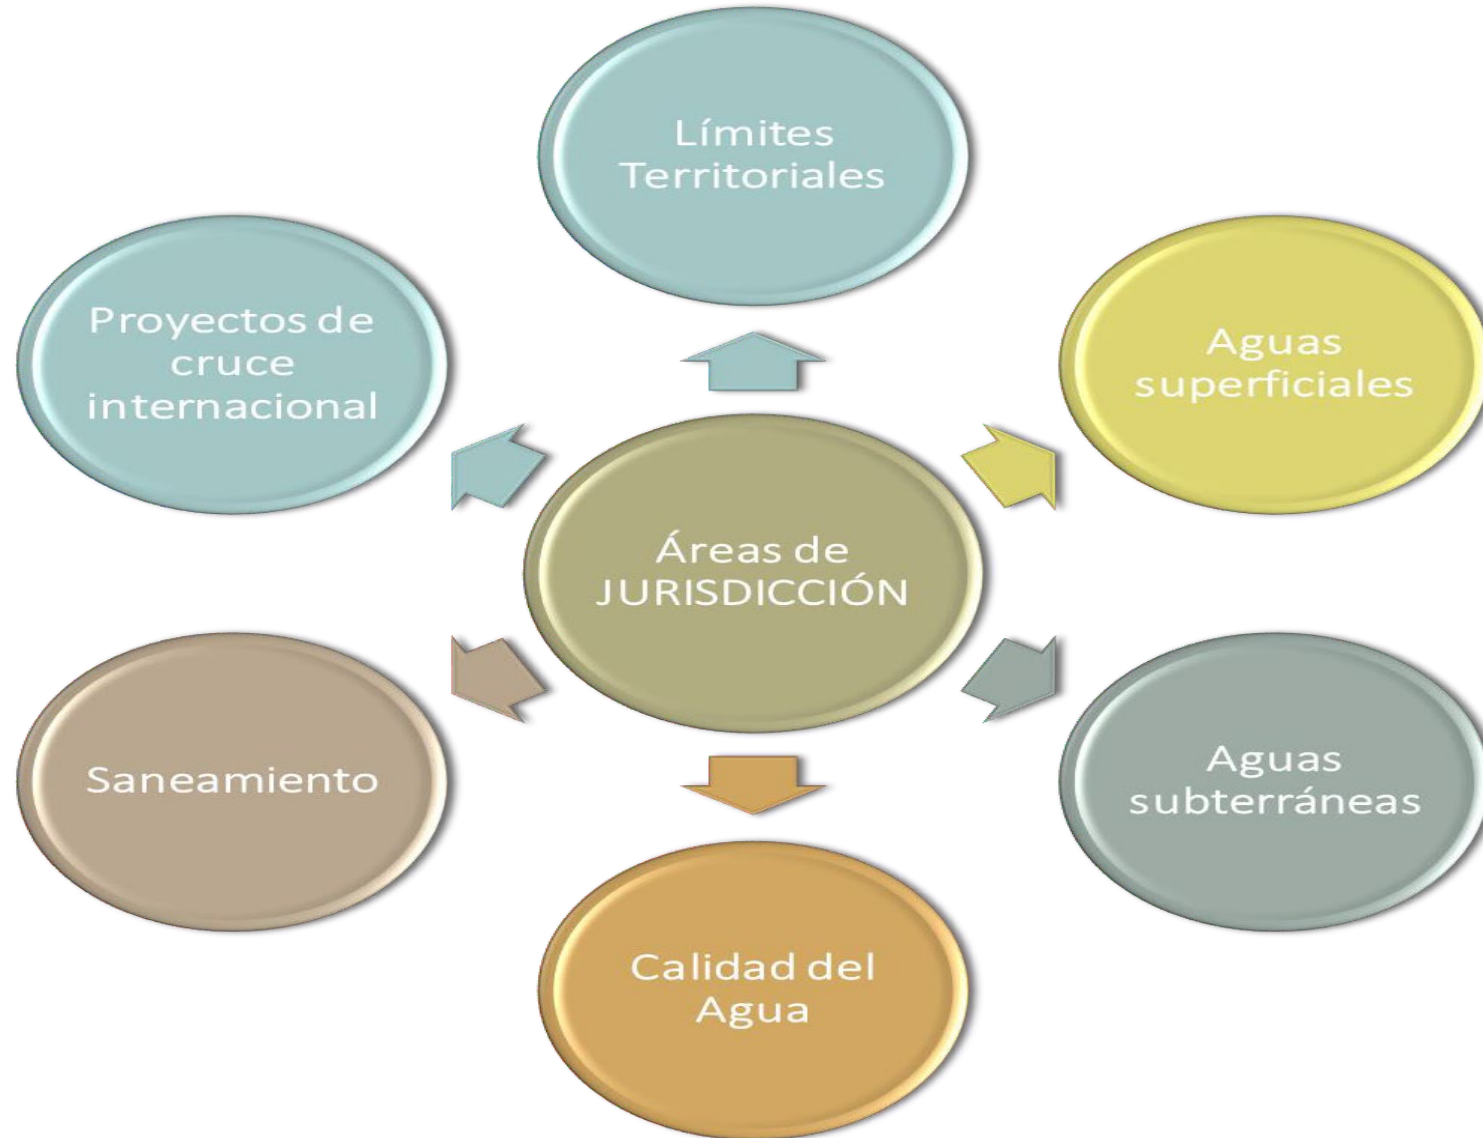 Límites
Territoriales
Proyectos de
cruce
internacional
Aguas
superficiales
Áreas de
JURISDICCIÓN
Saneamiento
Aguas
subterráneas
Calidad del
Agua